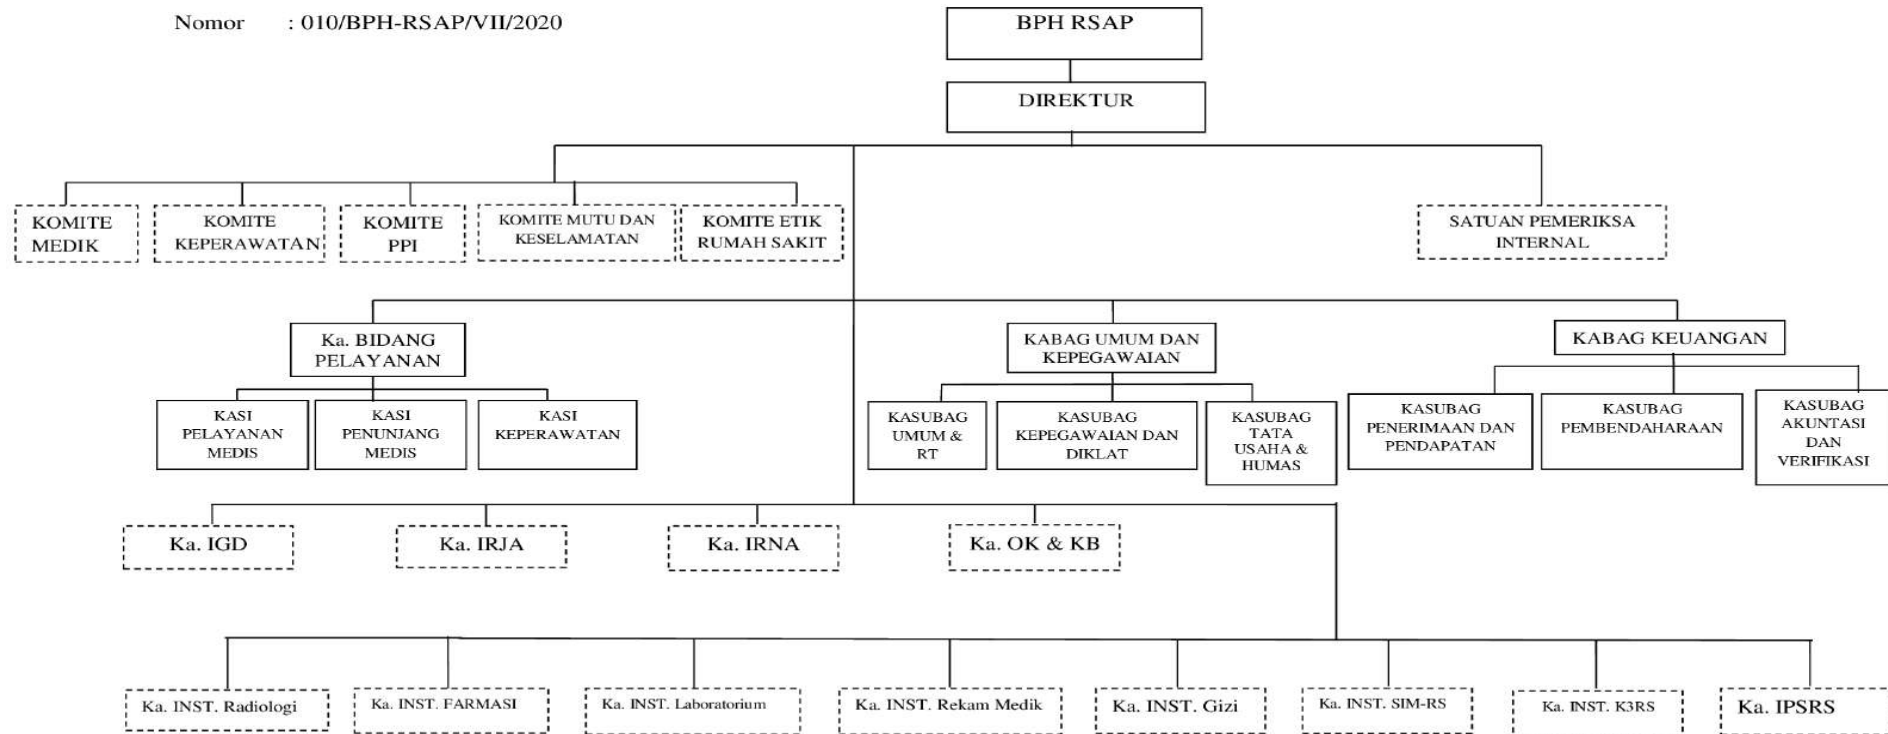 Nomor : 010/BPH-RSAP/VII/2020
BPH RSAP
DIREKTUR
KOMITE
MEDIK
KOMITE
KEPERAWATAN
KOMITE
PPI
KOMITE MUTU DAN
KESELAMATAN
KOMITE ETIK
RUMAH SAKIT
SATUAN PEMERIKSA
INTERNAL
Ka. BIDANG
PELAYANAN
KABAG UMUM DAN
KEPEGAWAIAN
KABAG KEUANGAN
KASI
PELAYANAN
MEDIS
KASI
PENUNJANG
MEDIS
KASI
KEPERAWATAN
KASUBAG
UMUM &
RT
KASUBAG
KEPEGAWAIAN DAN
DIKLAT
KASUBAG
TATA
USAHA &
HUMAS
KASUBAG
PENERIMAAN DAN
PENDAPATAN
KASUBAG
PEMBENDAHARAAN
KASUBAG
AKUNTASI
DAN
VERIFIKASI
Ka. IGD
Ka. IRJA
Ka. IRNA
Ka. OK & KB
Ka. INST. Radiologi
Ka. INST. FARMASI
Ka. INST. Laboratorium
Ka. INST. Rekam Medik
Ka. INST. Gizi
Ka. INST. SIM-RS
Ka. INST. K3RS
Ka. IPSRS